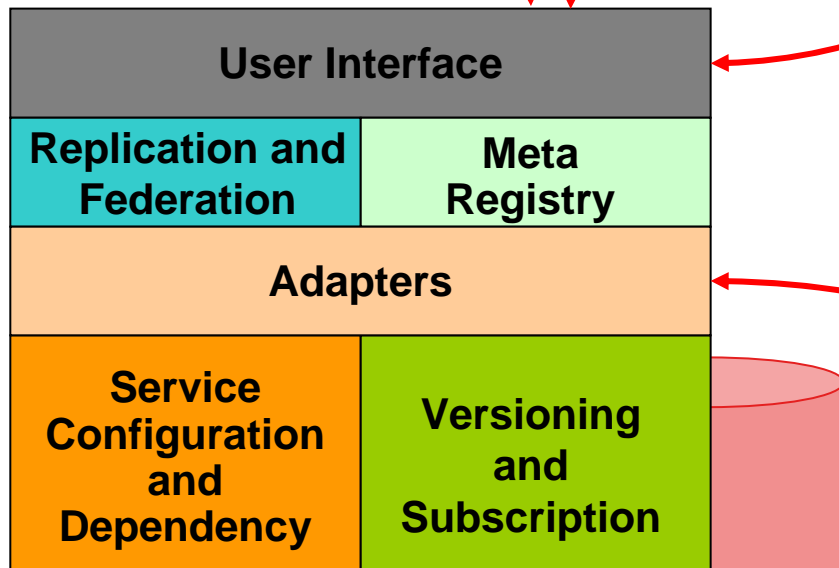 User Interface
Replication and
Federation
Meta
Registry
Adapters
Service
Configuration
and
Dependency
Versioning
and
Subscription